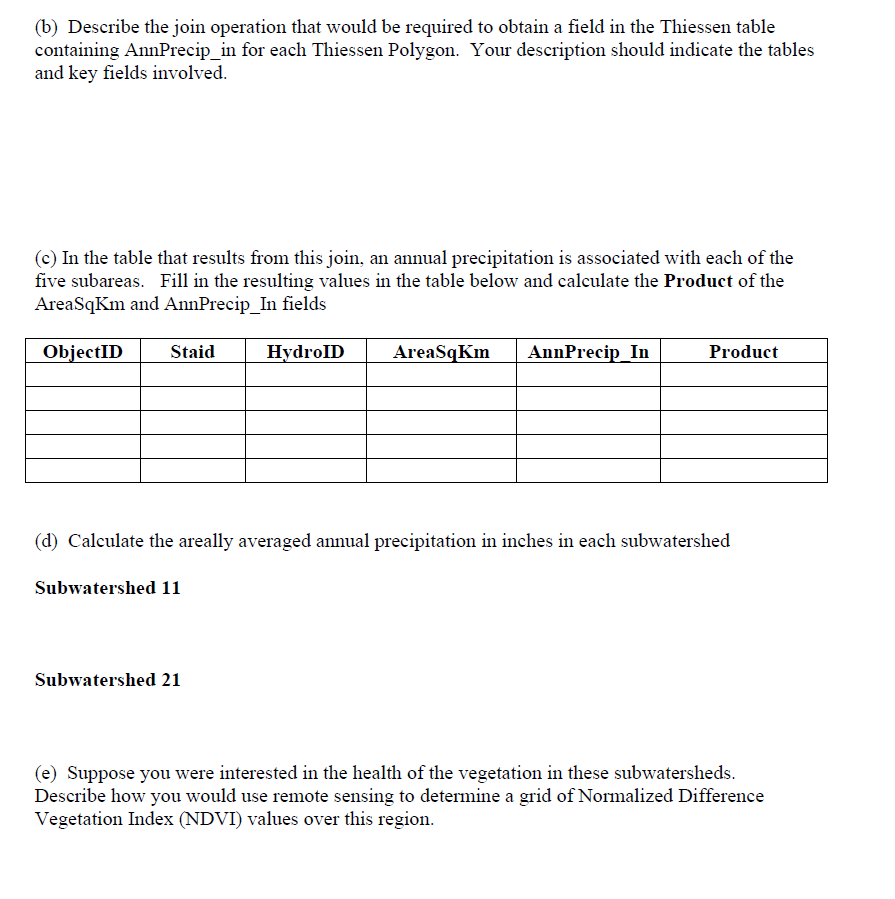 (b) Describe the join operation that would be required to obtain a field in the Thiessen table
containing AnnPrecip_in for each Thiessen Polygon. Your description should indicate the tables
and key fields involved.
(c) In the table that results from this join, an annual precipitation is associated with each of the
five subareas. Fill in the resulting values in the table below and calculate the Product of the
AreaSqKm and AnnPrecip_In fields
ObjectID Staid HydroID AreaSqKm AnnPrecip_In Product
(d) Calculate the areally averaged annual precipitation in inches in each subwatershed
Subwatershed 11
Subwatershed 21
(e) Suppose you were interested in the health of the vegetation in these subwatersheds.
Describe how you would use remote sensing to determine a grid of Normalized Difference
Vegetation Index (NDVI) values over this region.